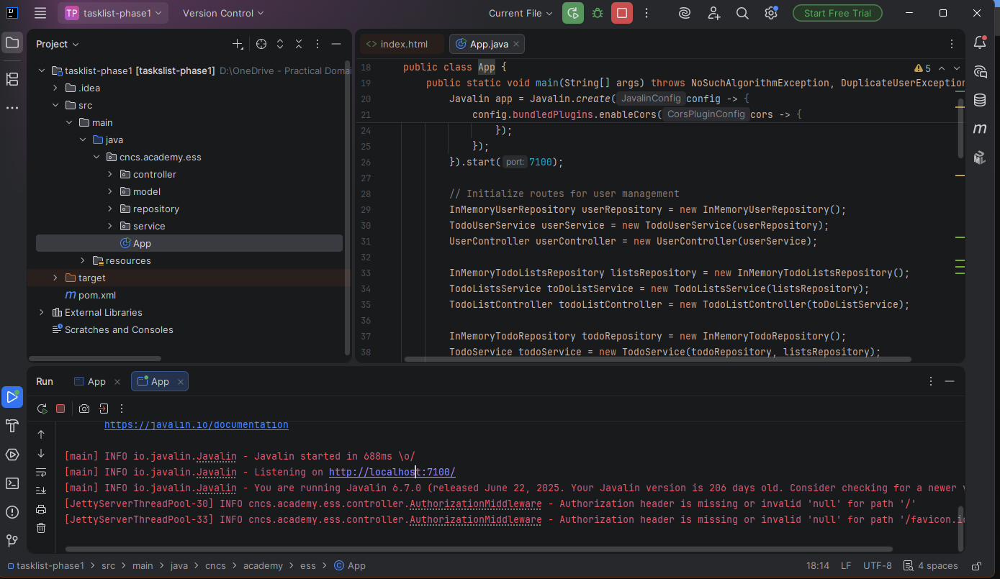 TP tasklist-phase1
Version Control
Current File
Start Free Trial
Project
tasklist-phase1 [taskslist-phase1] D:\OneDrive - Practical Domai
.idea
src
main
java
cncs.academy.ess
controller
model
repository
service
App
resources
target
m pom.xml
External Libraries
Scratches and Consoles
<> index.html
App.java
5
18 public class App {
19 public static void main(String[] args) throws NoSuchAlgorithmException, DuplicateUserException
20 Javalin app = Javalin.create( JavalinConfig config -> {
21 config.bundledPlugins.enableCors( CorsPluginConfig cors -> {
24 });
25 });
26 }).start( port: 7100);
27
28 // Initialize routes for user management
29 InMemoryUserRepository userRepository = new InMemoryUserRepository();
30 TodoUserService userService = new TodoUserService(userRepository);
31 UserController userController = new UserController(userService);
32
33 InMemoryTodoListsRepository listsRepository = new InMemoryTodoListsRepository();
34 TodoListsService toDoListService = new TodoListsService(listsRepository);
35 TodoListController todoListController = new TodoListController(toDoListService);
36
37 InMemoryTodoRepository todoRepository = new InMemoryTodoRepository();
38 TodoService todoService = new TodoService(todoRepository, listsRepository);
Run
App
App
https://javalin.io/documentation
[main] INFO io.javalin.Javalin - Javalin started in 688ms \o/
[main] INFO io.javalin.Javalin - Listening on http://localhost:7100/
[main] INFO io.javalin.Javalin - You are running Javalin 6.7.0 (released June 22, 2025. Your Javalin version is 206 days old. Consider checking for a newer v
[JettyServerThreadPool-30] INFO cncs.academy.ess.controller.AuthorizationMiddleware - Authorization header is missing or invalid 'null' for path '/'
[JettyServerThreadPool-33] INFO cncs.academy.ess.controller.AuthorizationMiddleware - Authorization header is missing or invalid 'null' for path '/favicon.ic
tasklist-phase1 > src > main > java > cncs > academy > ess > App
18:14 LF UTF-8 4 spaces